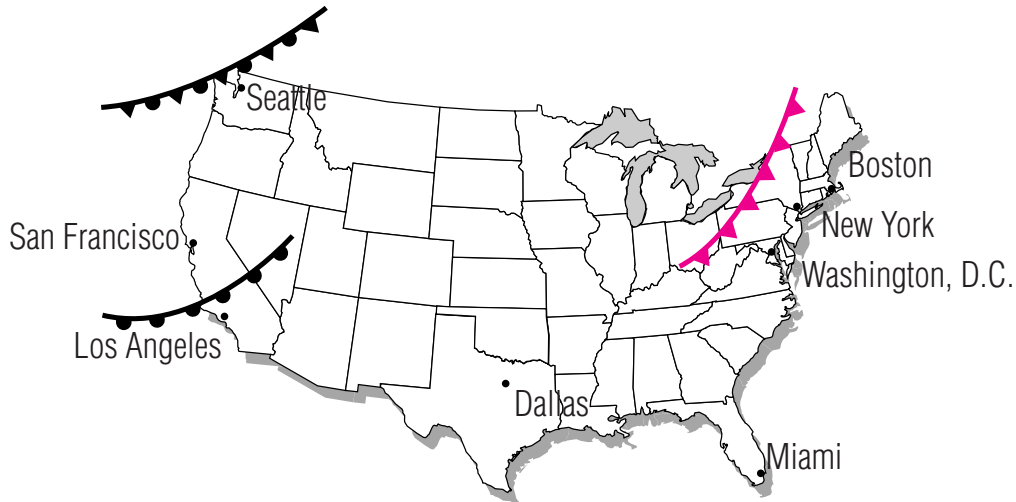 Seattle
Boston
San Francisco
New York
Washington, D.C.
Los Angeles
Dallas
Miami